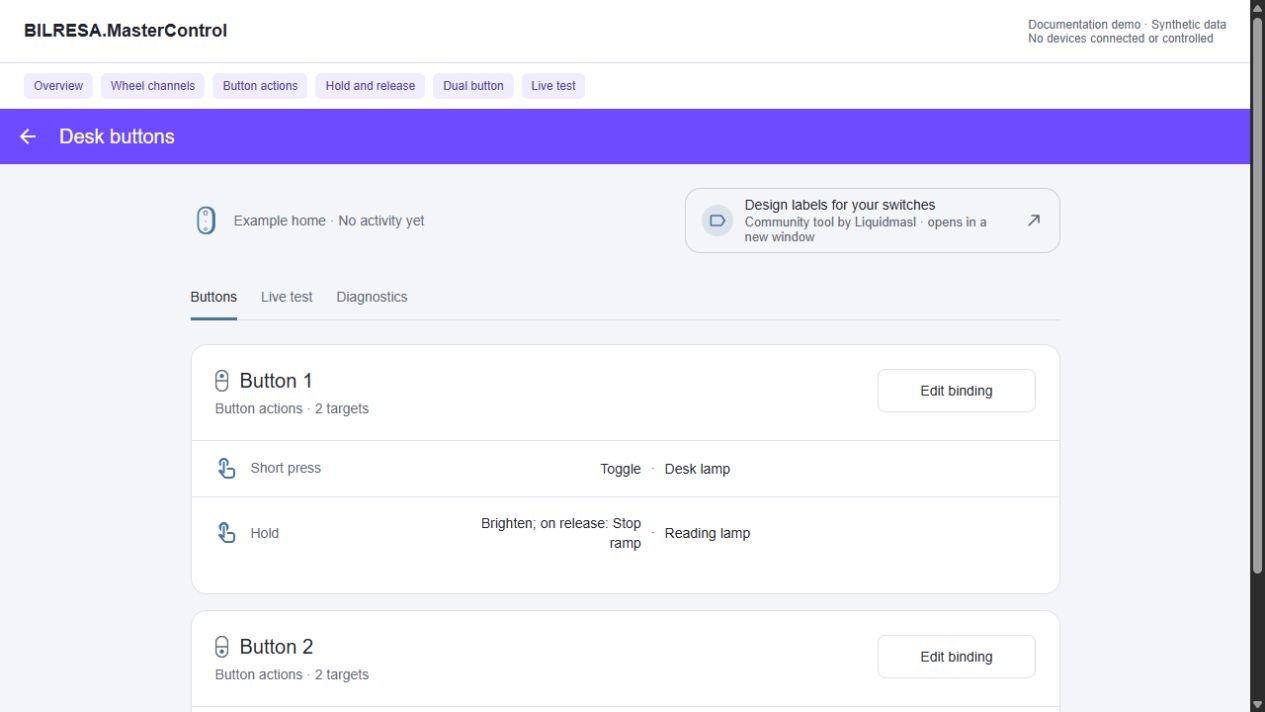 BILRESA.MasterControl
Documentation demo · Synthetic data
No devices connected or controlled
Overview
Wheel channels
Button actions
Hold and release
Dual button
Live test
Desk buttons
Example home · No activity yet
Design labels for your switches
Community tool by Liquidmasl · opens in a
new window
Buttons
Live test
Diagnostics
Button 1
Button actions · 2 targets
Edit binding
Short press
Toggle · Desk lamp
Hold
Brighten; on release: Stop
ramp
· Reading lamp
Button 2
Button actions · 2 targets
Edit binding